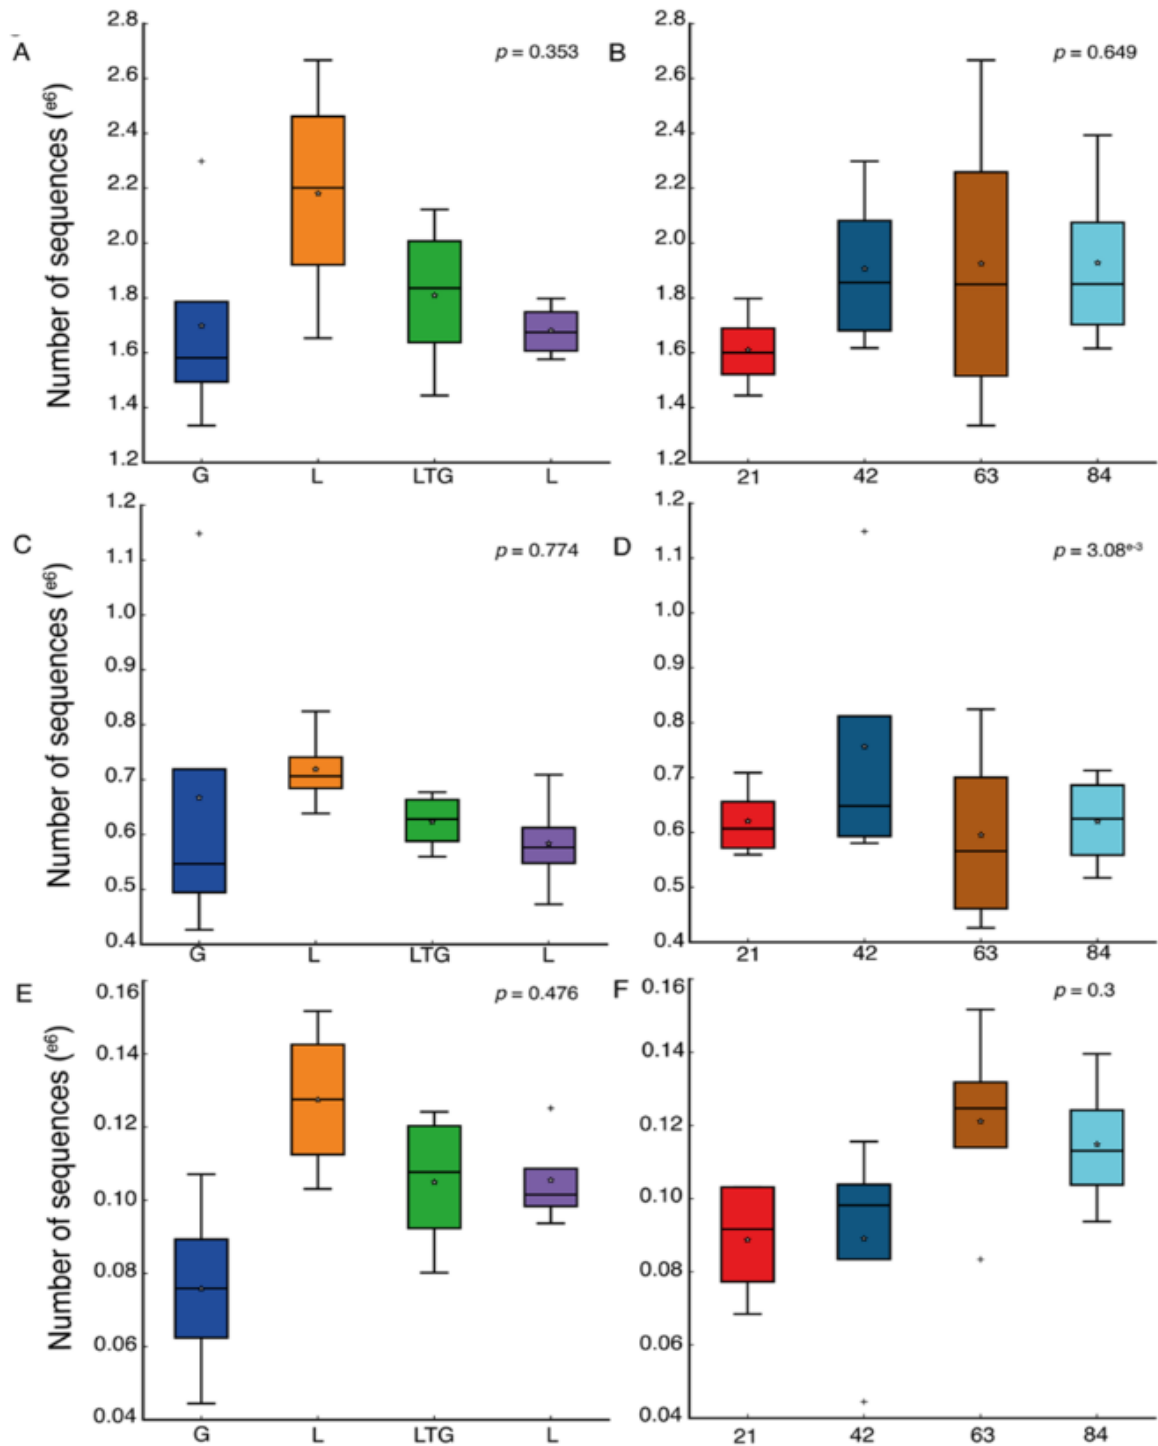 A
p = 0.353
Number of sequences (e6)
2.8
2.6
2.4
2.2
2.0
1.8
1.6
1.4
1.2
G L LTG L
B
p = 0.649
2.8
2.6
2.4
2.2
2.0
1.8
1.6
1.4
1.2
21 42 63 84
C
p = 0.774
Number of sequences (e6)
1.2
1.1
1.0
0.9
0.8
0.7
0.6
0.5
0.4
G L LTG L
D
p = 3.08e-3
1.2
1.1
1.0
0.9
0.8
0.7
0.6
0.5
0.4
21 42 63 84
E
p = 0.476
Number of sequences (e6)
0.16
0.14
0.12
0.10
0.08
0.06
0.04
G L LTG L
F
p = 0.3
0.16
0.14
0.12
0.10
0.08
0.06
0.04
21 42 63 84